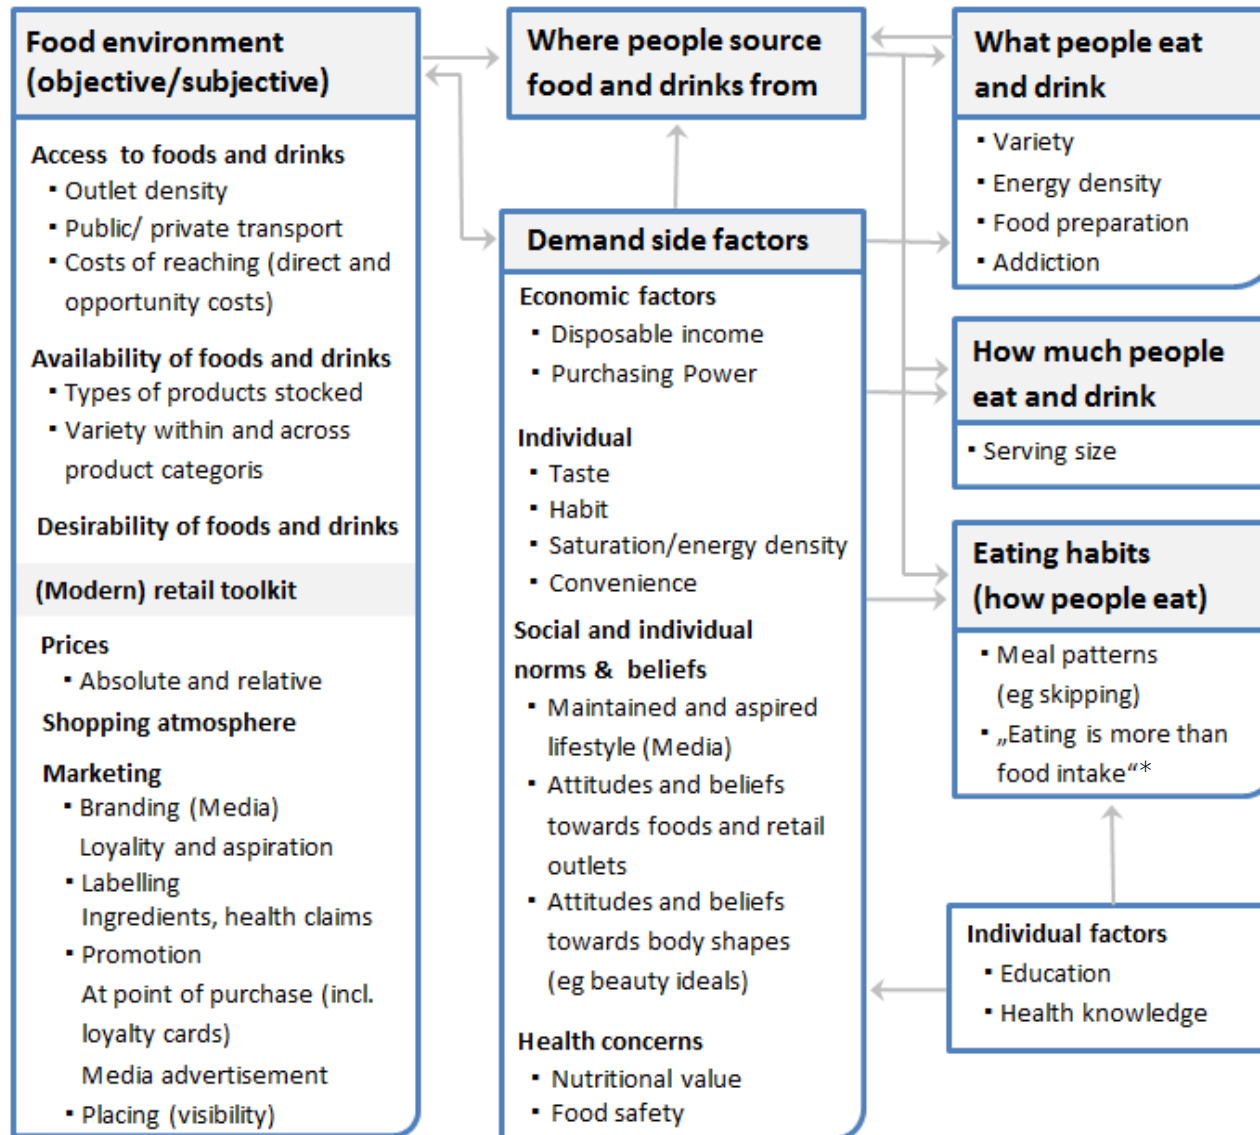 Food environment
(objective/subjective)
Access to foods and drinks
▪ Outlet density
▪ Public/ private transport
▪ Costs of reaching (direct and
opportunity costs)
Availability of foods and drinks
▪ Types of products stocked
▪ Variety within and across
product categoris
Desirability of foods and drinks
(Modern) retail toolkit
Prices
▪ Absolute and relative
Shopping atmosphere
Marketing
▪ Branding (Media)
Loyality and aspiration
▪ Labelling
Ingredients, health claims
▪ Promotion
At point of purchase (incl.
loyalty cards)
Media advertisement
▪ Placing (visibility)
Where people source
food and drinks from
Demand side factors
Economic factors
▪ Disposable income
▪ Purchasing Power
Individual
▪ Taste
▪ Habit
▪ Saturation/energy density
▪ Convenience
Social and individual
norms & beliefs
▪ Maintained and aspired
lifestyle (Media)
▪ Attitudes and beliefs
towards foods and retail
outlets
▪ Attitudes and beliefs
towards body shapes
(eg beauty ideals)
Health concerns
▪ Nutritional value
▪ Food safety
What people eat
and drink
▪ Variety
▪ Energy density
▪ Food preparation
▪ Addiction
How much people
eat and drink
▪ Serving size
Eating habits
(how people eat)
▪ Meal patterns
(eg skipping)
▪ „Eating is more than
food intake“*
Individual factors
▪ Education
▪ Health knowledge